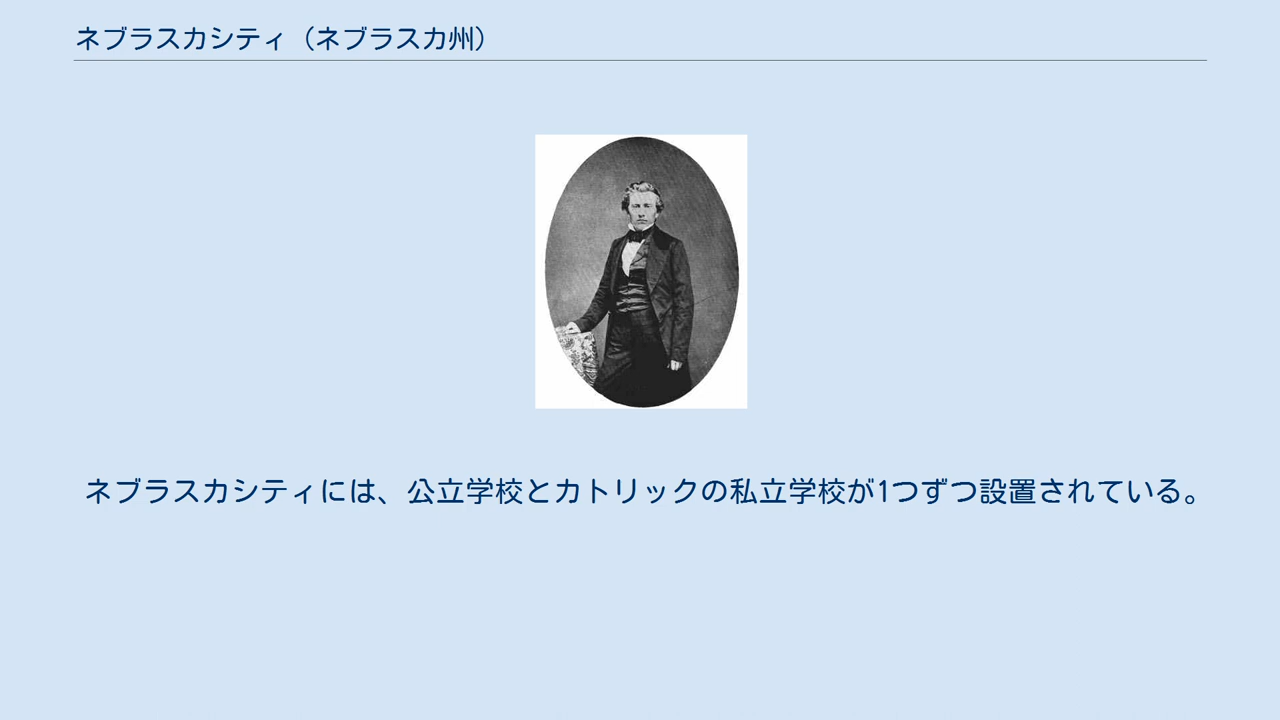 ネブラスカシティ（ネブラスカ州）
ネブラスカシティには、公立学校とカトリックの私立学校が1つずつ設置されている。